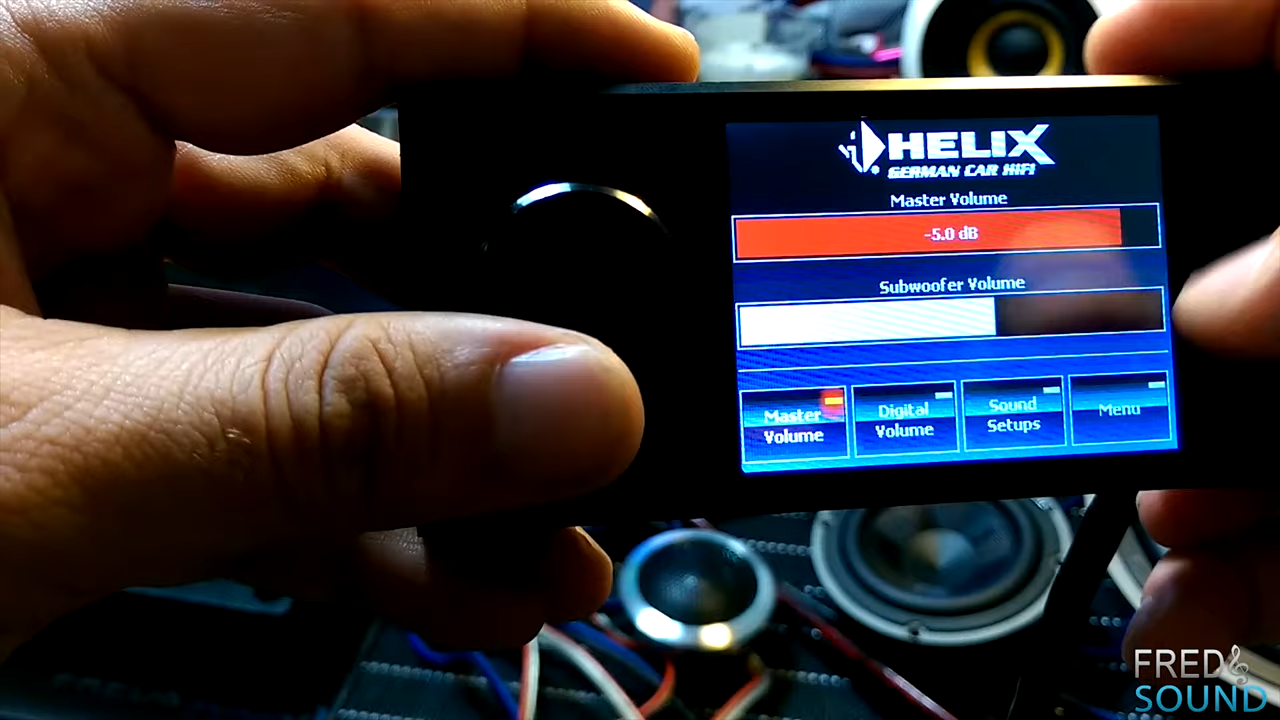 HELIX
GERMAN CAR HIFI
Master Volume
-5.0 dB
Subwoofer Volume
Master Volume
Digital Volume
Sound Setups
Menu
FRED
SOUND